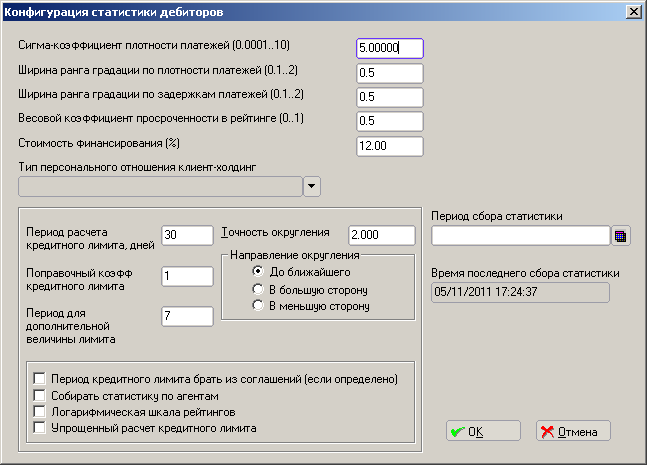 Конфигурация статистики дебиторов
Сигма-коэффициент плотности платежей (0.0001..10) 5.00000
Ширина ранга градации по плотности платежей (0.1..2) 0.5
Ширина ранга градации по задержкам платежей (0.1..2) 0.5
Весовой коэффициент просроченности в рейтинге (0..1) 0.5
Стоимость финансирования (%) 12.00
Тип персонального отношения клиент-холдинг
Период расчета
кредитного лимита, дней
30
Поправочный коэфф
кредитного лимита
1
Период для
дополнительной
величины лимита
7
Точность округления 2.000
Направление округления
До ближайшего
В большую сторону
В меньшую сторону
Период сбора статистики
Время последнего сбора статистики
05/11/2011 17:24:37
Период кредитного лимита брать из соглашений (если определено)
Собирать статистику по агентам
Логарифмическая шкала рейтингов
Упрощенный расчет кредитного лимита
OK
Отмена